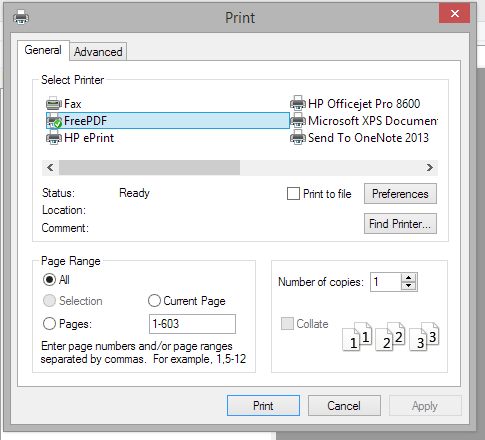 Print
General
Advanced
Select Printer
Fax
HP Officejet Pro 8600
FreePDF
Microsoft XPS Documen
HP ePrint
Send To OneNote 2013
Status:
Ready
Print to file
Preferences
Location:
Comment:
Find Printer...
Page Range
All
Number of copies:
1
Selection
Current Page
Pages:
1-603
Collate
1 1 2 2 3 3
Enter page numbers and/or page ranges
separated by commas. For example, 1,5-12
Print
Cancel
Apply